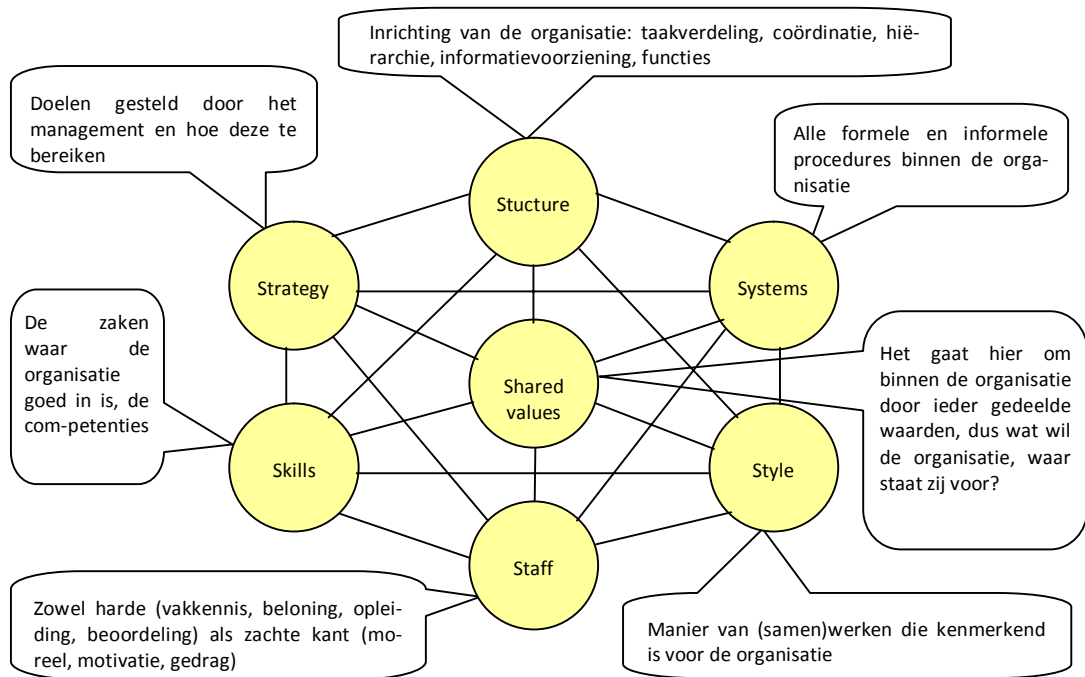 Inrichting van de organisatie: taakverdeling, coördinatie, hië-
rarchie, informatievoorziening, functies
Doelen gesteld door het
management en hoe deze te
bereiken
Alle formele en informele
procedures binnen de orga-
nisatie
Stucture
Strategy
Systems
De zaken
waar de
organisatie
goed in is, de
com-petenties
Shared
values
Het gaat hier om
binnen de organisatie
door ieder gedeelde
waarden, dus wat wil
de organisatie, waar
staat zij voor?
Skills
Style
Staff
Zowel harde (vakkennis, beloning, oplei-
ding, beoordeling) als zachte kant (mo-
reel, motivatie, gedrag)
Manier van (samen)werken die kenmerkend
is voor de organisatie